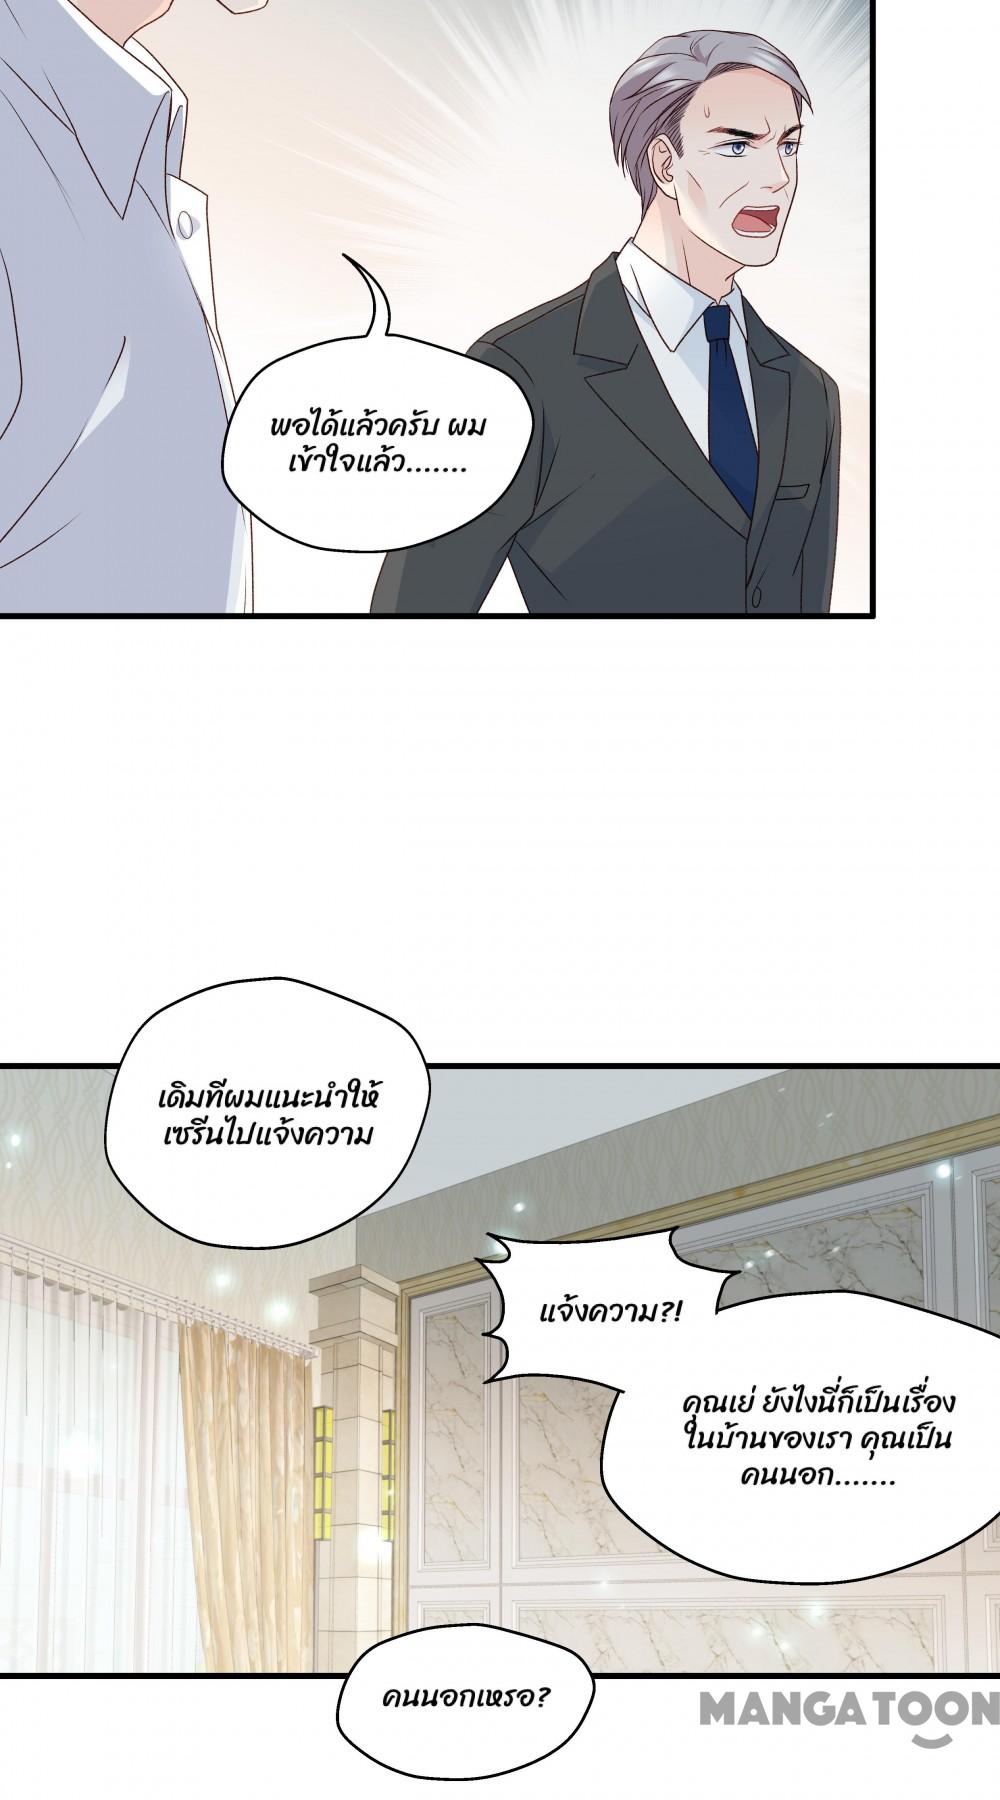 พอได้แล้วครับ ผม
เข้าใจแล้ว.......
เดิมทีผมแนะนำให้
เซรีนไปแจ้งความ
แจ้งความ?!
คุณเย่ ยังไงนี่ก็เป็นเรื่อง
ในบ้านของเรา คุณเป็น
คนนอก.......
คนนอกเหรอ?
MANGATOON